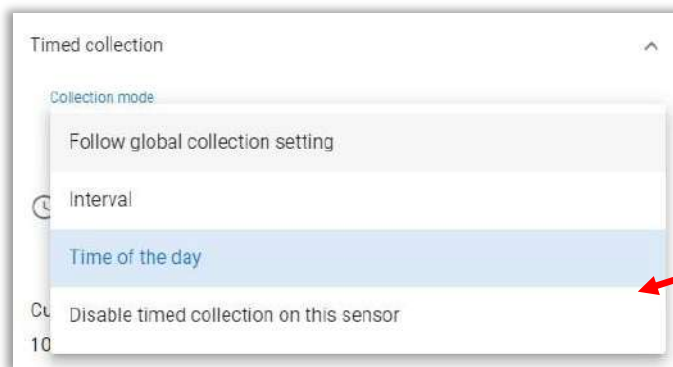 Timed collection
Collection mode
Follow global collection setting
Interval
Time of the day
Disable timed collection on this sensor
10